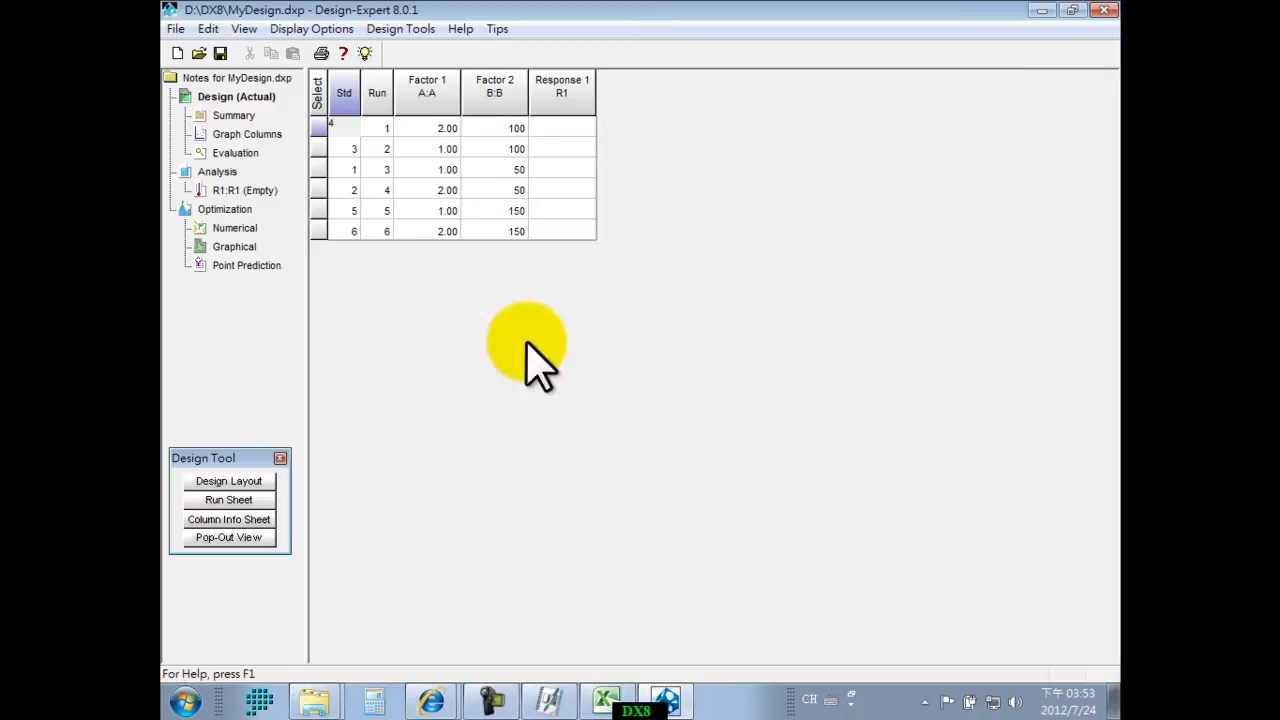 D:\DX8\MyDesign.dxp - Design-Expert 8.0.1
File Edit View Display Options Design Tools Help Tips
Notes for MyDesign.dxp
Design (Actual)
Summary
Graph Columns
Evaluation
Analysis
R1:R1 (Empty)
Optimization
Numerical
Graphical
Point Prediction
Select Std Run Factor 1 A:A Factor 2 B:B Response 1 R1
4 1 2.00 100
3 2 1.00 100
1 3 1.00 50
2 4 2.00 50
5 5 1.00 150
6 6 2.00 150
Design Tool
Design Layout
Run Sheet
Column Info Sheet
Pop-Out View
For Help, press F1
CH
下午 03:53
2012/7/24
DX8